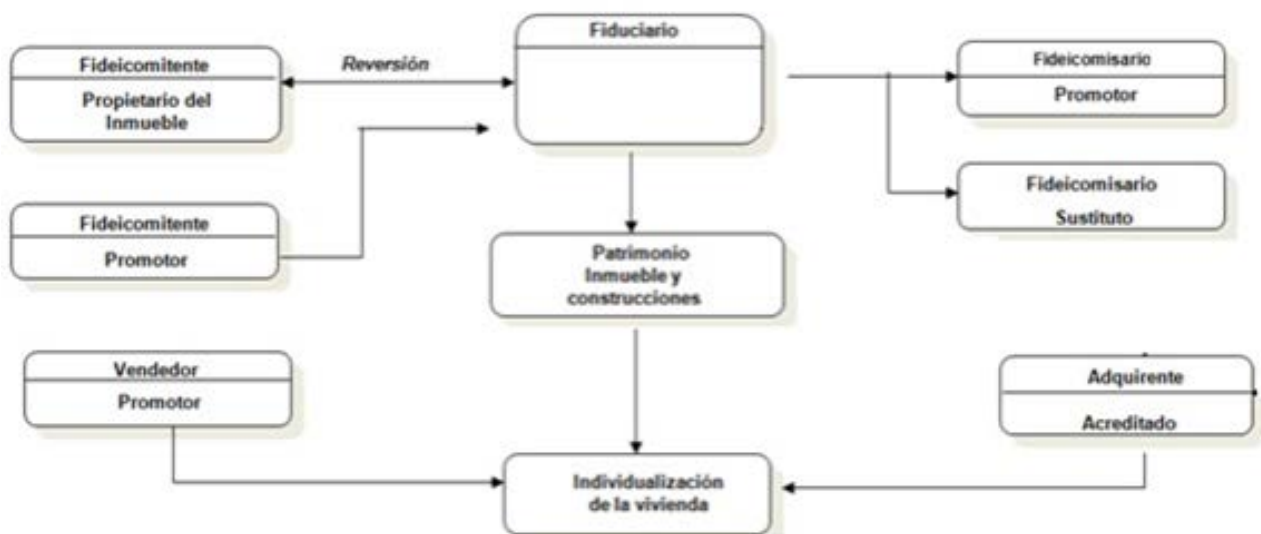 Fiduciario
Fideicomitente
Propietario del
Inmueble
Reversión
Fideicomisario
Promotor
Fideicomisario
Sustituto
Fideicomitente
Promotor
Patrimonio
Inmueble y
construcciones
Vendedor
Promotor
Adquirente
Acreditado
Individualización
de la vivienda